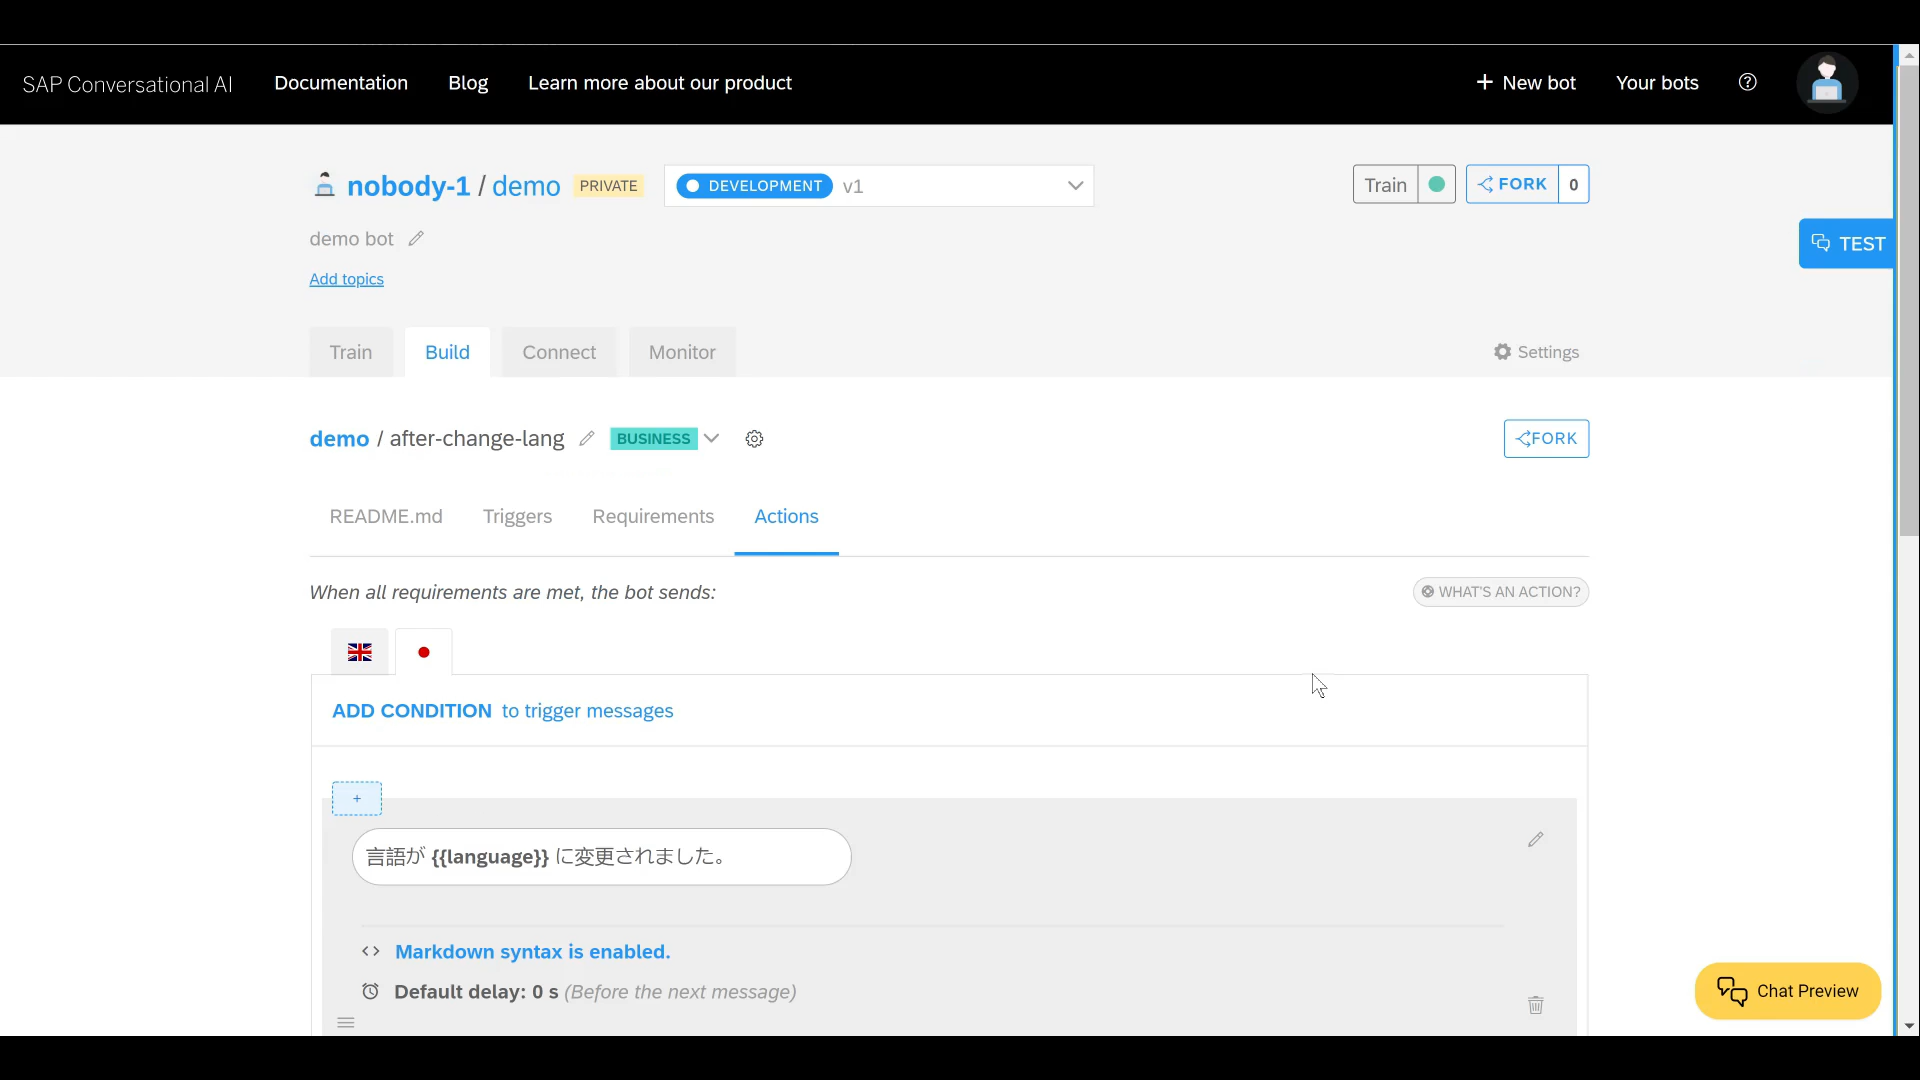 SAP Conversational AI Documentation Blog Learn more about our product + New bot Your bots
nobody-1 / demo PRIVATE DEVELOPMENT v1 Train FORK 0
demo bot
TEST
Add topics
Train Build Connect Monitor Settings
demo / after-change-lang BUSINESS FORK
README.md Triggers Requirements Actions
When all requirements are met, the bot sends: WHAT'S AN ACTION?
ADD CONDITION to trigger messages
+
言語が {{language}} に変更されました。
<> Markdown syntax is enabled.
Default delay: 0 s (Before the next message)
Chat Preview